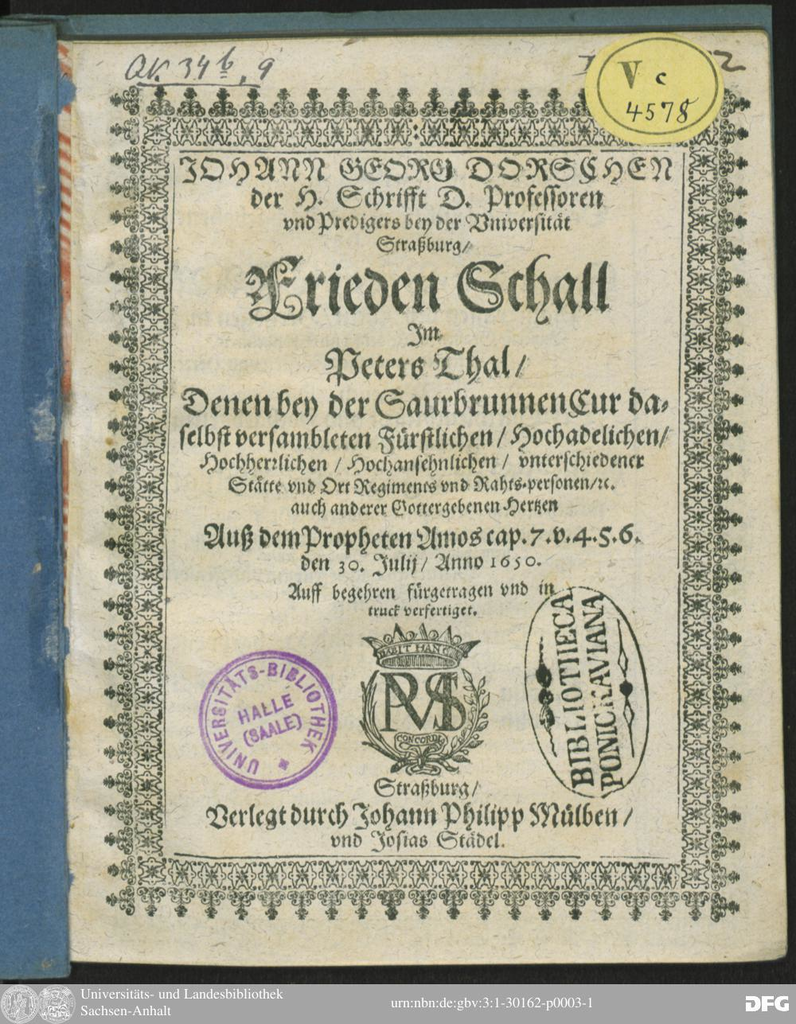 QK. 34 b, 9
V c
4578
JOHANN GEORG DORSCHEN
der H. Schrifft D. Professoren
vnd Predigers bey der Vniversität
Straßburg/
Frieden Schall
Jm
Peters Thal/
Denen bey der SaurbrunnenCur da-
selbst versambleten Fürstlichen/ Hochadelichen/
Hochherrlichen/ Hochansehnlichen/ vnterschiedener
Stätte vnd Ort Regiments vnd Rahts-personen/ꝛc.
auch anderer Gottergebenen Hertzen
Auß dem Propheten Amos cap. 7. v. 4. 5. 6.
den 30. Julij/ Anno 1650.
Auff begehren fürgetragen vnd in
truck verfertiget.
CONCORDI
UNIVERSITÄTS-BIBLIOTHEK
HALLE
(SAALE)
BIBLIOTHECA
PONICKAVIANA
Straßburg/
Verlegt durch Johann Philipp Mülben/
vnd Josias Städel.
Universitäts- und Landesbibliothek
Sachsen-Anhalt
urn:nbn:de:gbv:3:1-30162-p0003-1
DFG